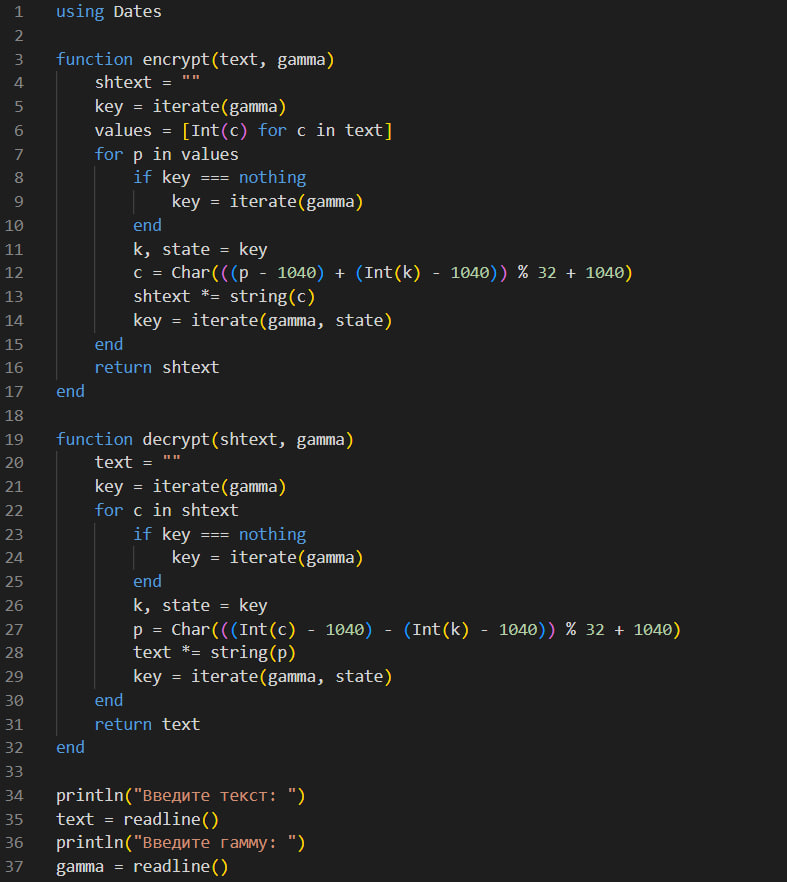 1 using Dates
2
3 function encrypt(text, gamma)
4     shtext = ""
5     key = iterate(gamma)
6     values = [Int(c) for c in text]
7     for p in values
8         if key === nothing
9             key = iterate(gamma)
10         end
11         k, state = key
12         c = Char(((p - 1040) + (Int(k) - 1040)) % 32 + 1040)
13         shtext *= string(c)
14         key = iterate(gamma, state)
15     end
16     return shtext
17 end
18
19 function decrypt(shtext, gamma)
20     text = ""
21     key = iterate(gamma)
22     for c in shtext
23         if key === nothing
24             key = iterate(gamma)
25         end
26         k, state = key
27         p = Char(((Int(c) - 1040) - (Int(k) - 1040)) % 32 + 1040)
28         text *= string(p)
29         key = iterate(gamma, state)
30     end
31     return text
32 end
33
34 println("Введите текст: ")
35 text = readline()
36 println("Введите гамму: ")
37 gamma = readline()